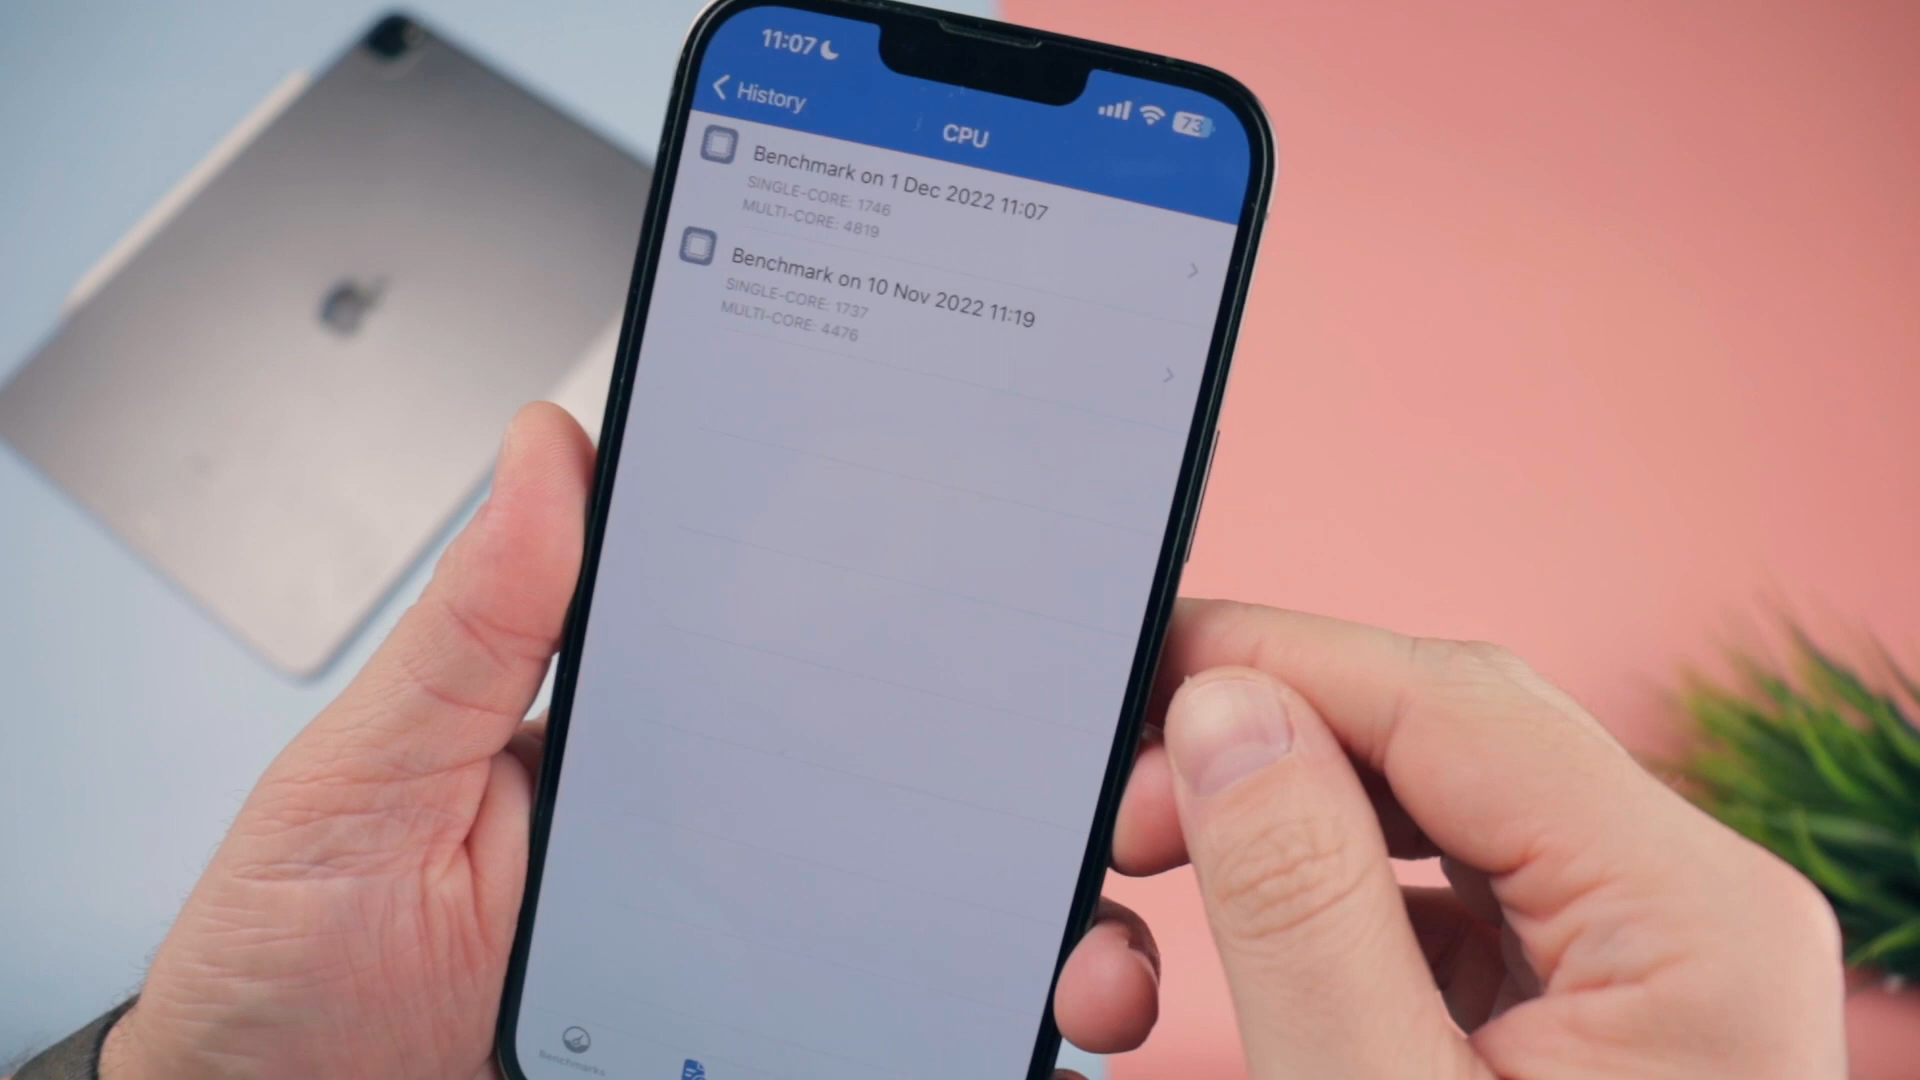 11:07
73
History
CPU
Benchmark on 1 Dec 2022 11:07
SINGLE-CORE: 1746
MULTI-CORE: 4819
Benchmark on 10 Nov 2022 11:19
SINGLE-CORE: 1737
MULTI-CORE: 4476
Benchmarks